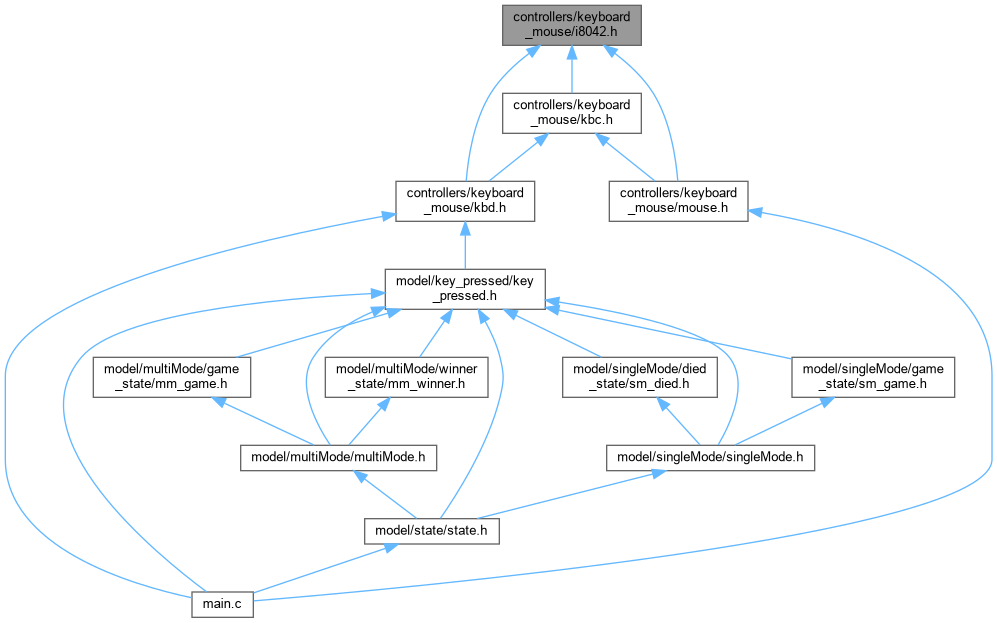 controllers/keyboard
_mouse/i8042.h
controllers/keyboard
_mouse/kbc.h
controllers/keyboard
_mouse/kbd.h
controllers/keyboard
_mouse/mouse.h
model/key_pressed/key
_pressed.h
model/multiMode/game
_state/mm_game.h
model/multiMode/winner
_state/mm_winner.h
model/singleMode/died
_state/sm_died.h
model/singleMode/game
_state/sm_game.h
model/multiMode/multiMode.h
model/singleMode/singleMode.h
model/state/state.h
main.c